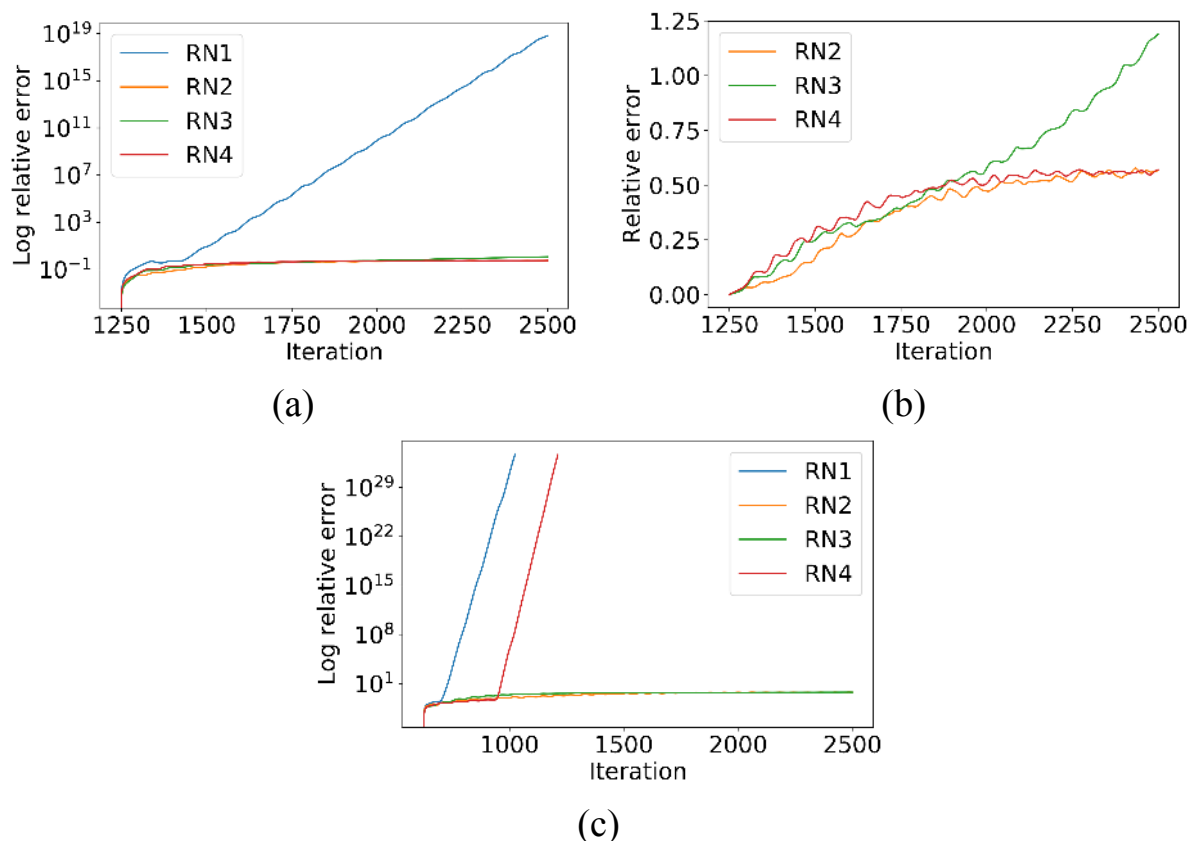 10^19
10^15
10^11
10^7
10^3
10^-1
Log relative error
RN1
RN2
RN3
RN4
1250 1500 1750 2000 2250 2500
Iteration
(a)
1.25
1.00
0.75
0.50
0.25
0.00
Relative error
RN2
RN3
RN4
1250 1500 1750 2000 2250 2500
Iteration
(b)
10^29
10^22
10^15
10^8
10^1
Log relative error
RN1
RN2
RN3
RN4
1000 1500 2000 2500
Iteration
(c)